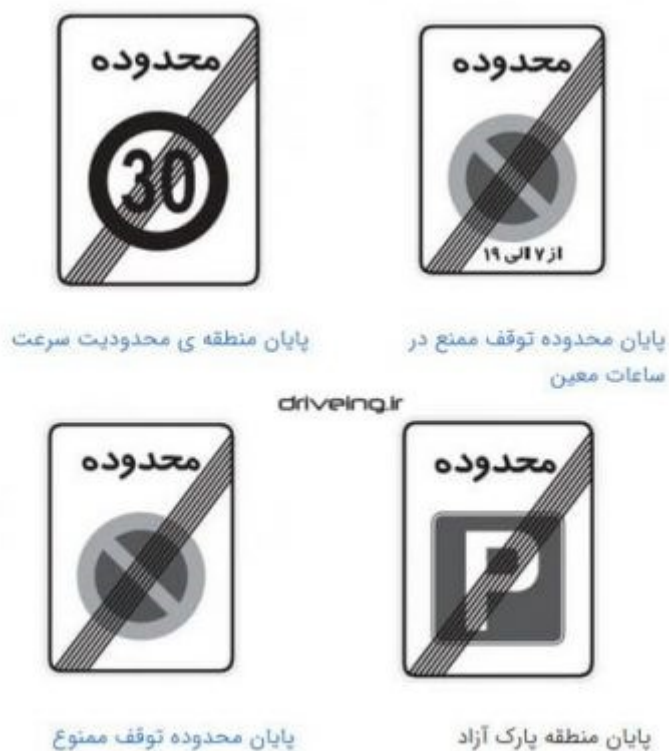 محدوده
از ۷ الی ۱۹
پایان محدوده توقف ممنع در
ساعات معین
محدوده
30
پایان منطقه ی محدودیت سرعت
driveing.ir
محدوده
P
پایان منطقه پارک آزاد
محدوده
پایان محدوده توقف ممنوع